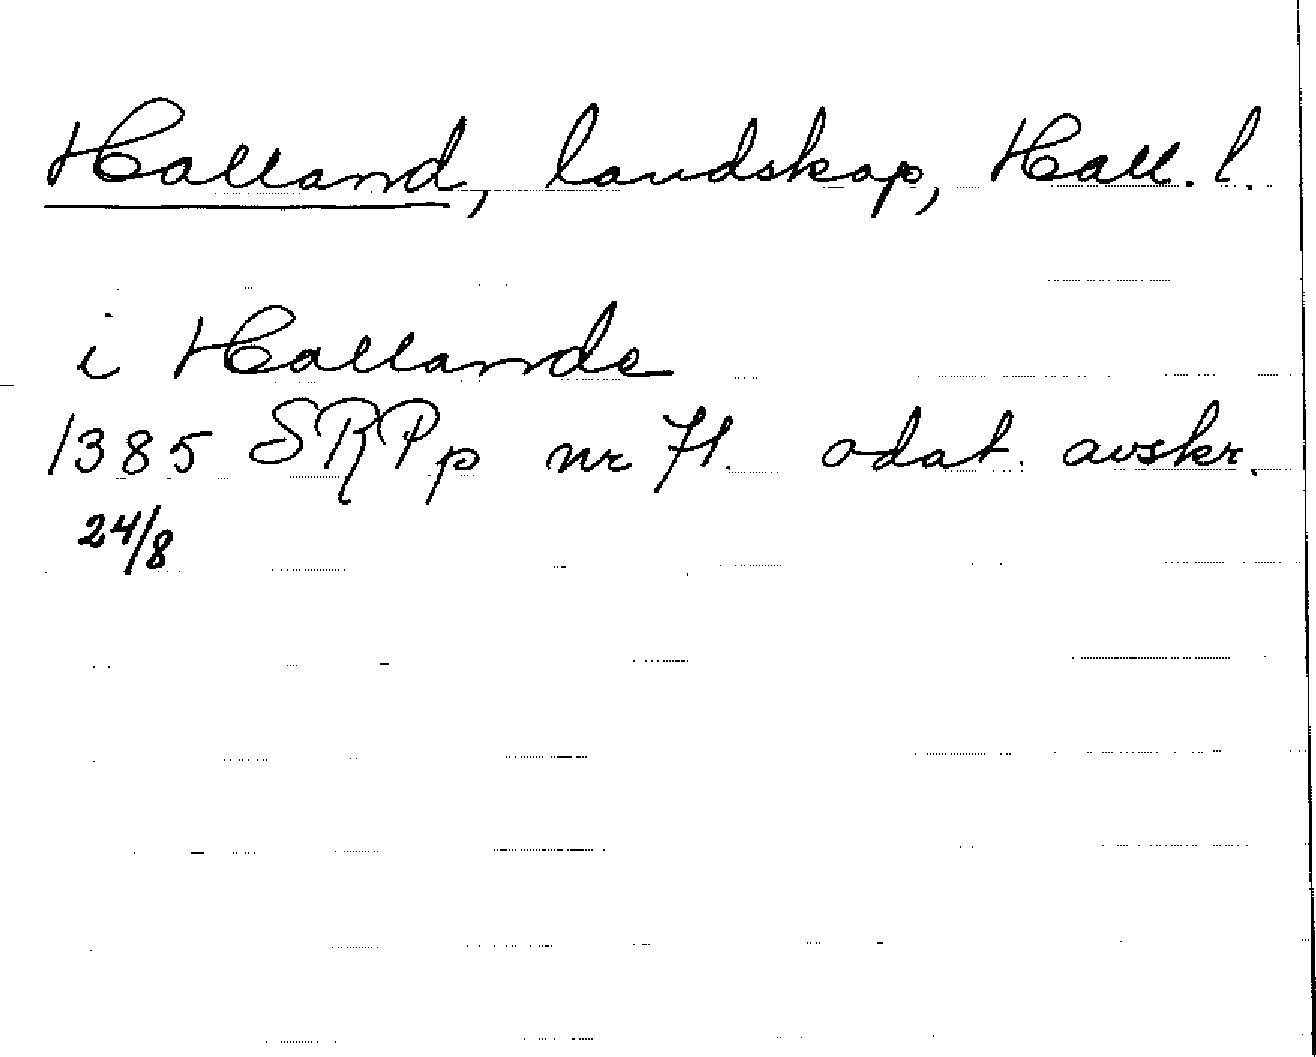 Halland, landskap, Hall. l.
i Hallande
1385 SRPp nr 71. odat. avskr.
24/8